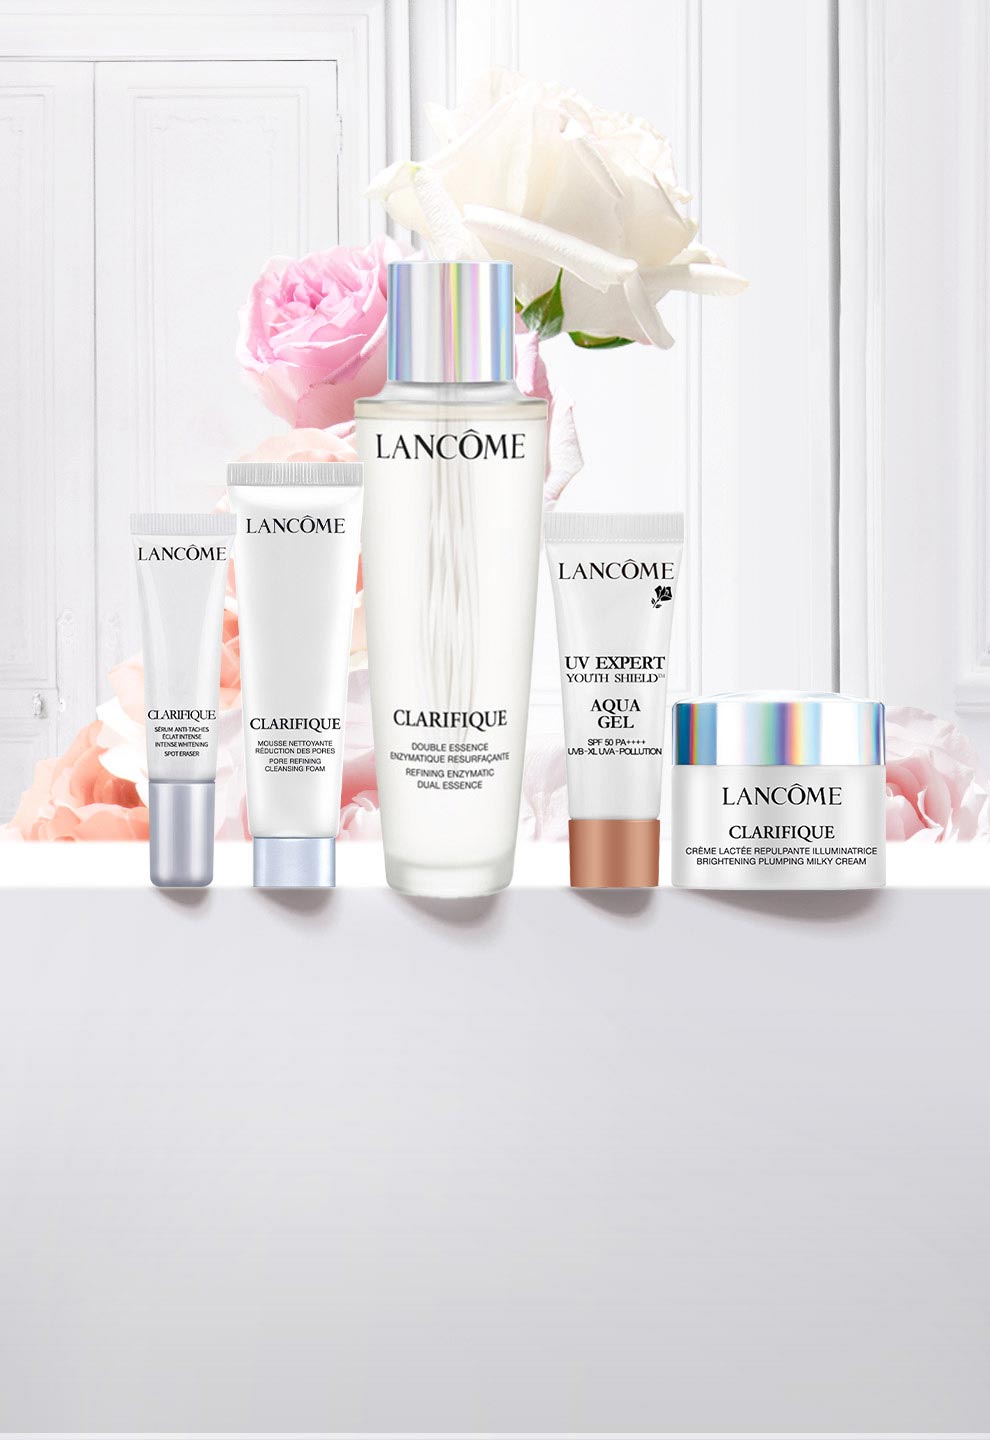 LANCÔME
CLARIFIQUE
SÉRUM ANTI-TACHES
ÉCLAT INTENSE
INTENSE WHITENING
SPOT ERASER
LANCÔME
CLARIFIQUE
MOUSSE NETTOYANTE
RÉDUCTION DES PORES
PORE REFINING
CLEANSING FOAM
LANCÔME
CLARIFIQUE
DOUBLE ESSENCE
ENZYMATIQUE RESURFAÇANTE
REFINING ENZYMATIC
DUAL ESSENCE
LANCÔME
UV EXPERT
YOUTH SHIELD™
AQUA
GEL
SPF 50 PA++++
UVB-XL UVA-POLLUTION
LANCÔME
CLARIFIQUE
CRÈME LACTÉE REPULPANTE ILLUMINATRICE
BRIGHTENING PLUMPING MILKY CREAM